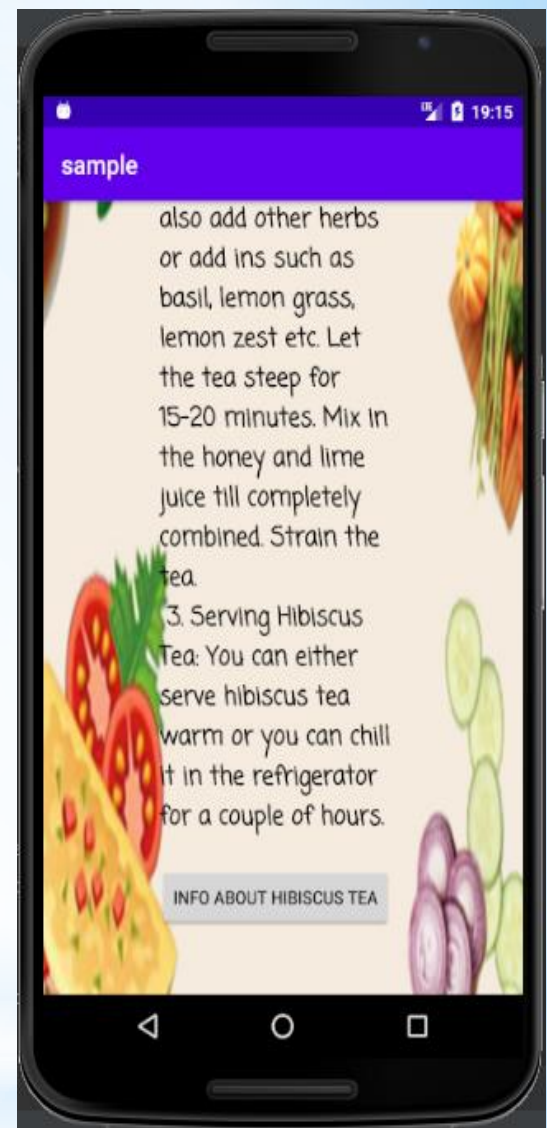 19:15
sample
also add other herbs
or add ins such as
basil, lemon grass,
lemon zest etc. Let
the tea steep for
15-20 minutes. Mix in
the honey and lime
juice till completely
combined. Strain the
tea.
3. Serving Hibiscus
Tea: You can either
serve hibiscus tea
warm or you can chill
it in the refrigerator
for a couple of hours.
INFO ABOUT HIBISCUS TEA